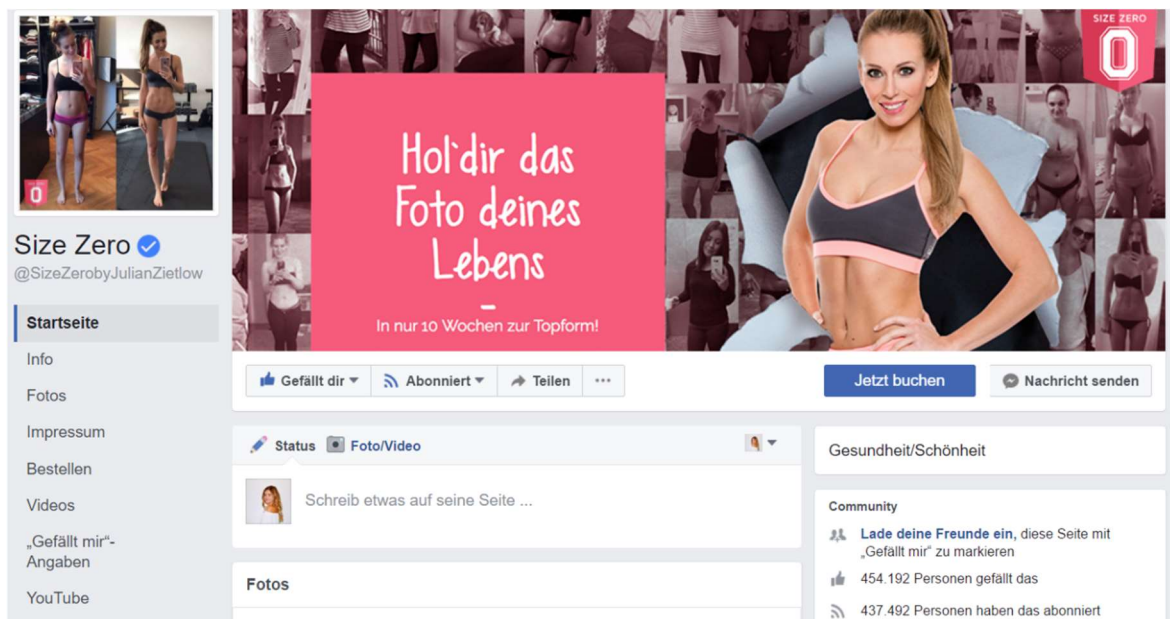 SIZE ZERO
0
Hol`dir das
Foto deines
Lebens
In nur 10 Wochen zur Topform!
0
Size Zero
@SizeZerobyJulianZietlow
Startseite
Info
Fotos
Impressum
Bestellen
Videos
„Gefällt mir“-
Angaben
YouTube
Gefällt dir
Abonniert
Teilen
Jetzt buchen
Nachricht senden
Status
Foto/Video
Schreib etwas auf seine Seite ...
Fotos
Gesundheit/Schönheit
Community
Lade deine Freunde ein, diese Seite mit
„Gefällt mir“ zu markieren
454.192 Personen gefällt das
437.492 Personen haben das abonniert